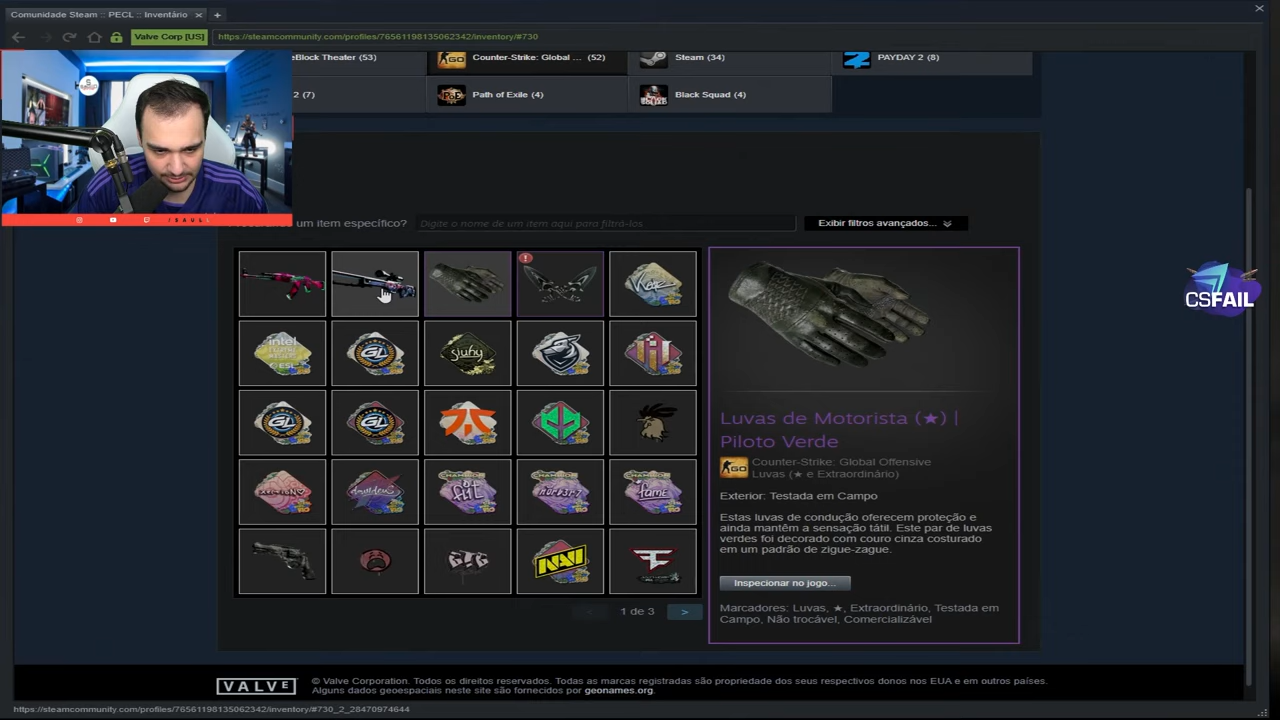 Comunidade Steam :: PECL :: Inventário
Valve Corp [US]
https://steamcommunity.com/profiles/76561198135062342/inventory/#730
eBlock Theater (53)
Counter-Strike: Global ... (52)
Steam (34)
PAYDAY 2 (8)
2 (7)
Path of Exile (4)
Black Squad (4)
um item específico?
Digite o nome de um item aqui para filtrá-los
Exibir filtros avançados...
CSFAIL
Luvas de Motorista (★) |
Piloto Verde
Counter-Strike: Global Offensive
Luvas (★ e Extraordinário)
Exterior: Testada em Campo
Estas luvas de condução oferecem proteção e
ainda mantêm a sensação tátil. Este par de luvas
verdes foi decorado com couro cinza costurado
em um padrão de zigue-zague.
Inspecionar no jogo...
Marcadores: Luvas, ★, Extraordinário, Testada em
Campo, Não trocável, Comercializável
intel
GL
siuhy
GL
GL
NAVI
< 1 de 3 >
VALVE
© Valve Corporation. Todos os direitos reservados. Todas as marcas registradas são propriedade dos seus respectivos donos nos EUA e em outros países.
Alguns dados geoespaciais neste site são fornecidos por geonames.org.
https://steamcommunity.com/profiles/76561198135062342/inventory/#730_2_28470974644